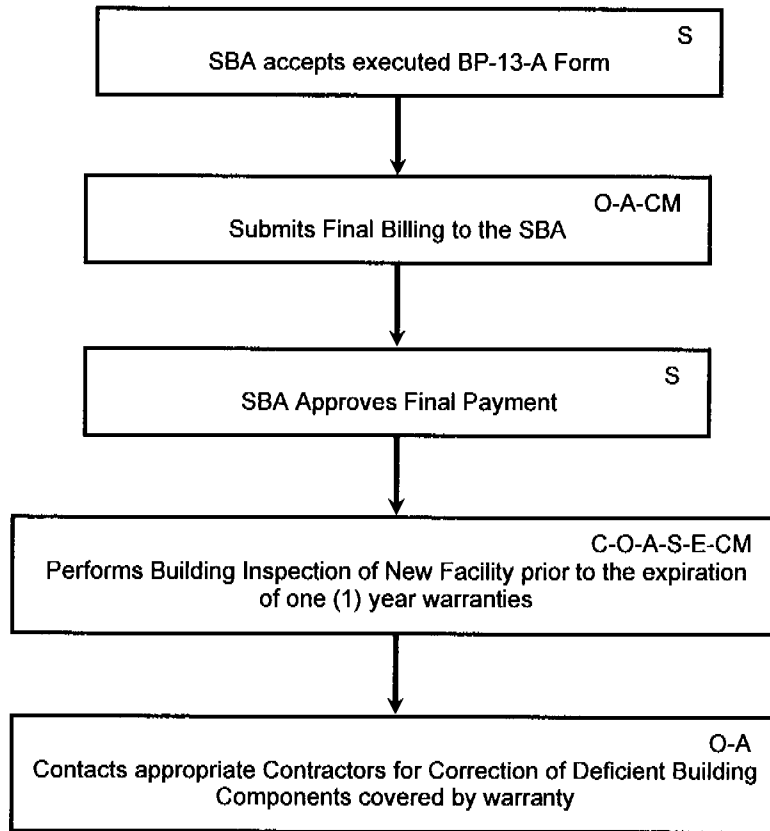 S
SBA accepts executed BP-13-A Form
O-A-CM
Submits Final Billing to the SBA
S
SBA Approves Final Payment
C-O-A-S-E-CM
Performs Building Inspection of New Facility prior to the expiration
of one (1) year warranties
O-A
Contacts appropriate Contractors for Correction of Deficient Building
Components covered by warranty